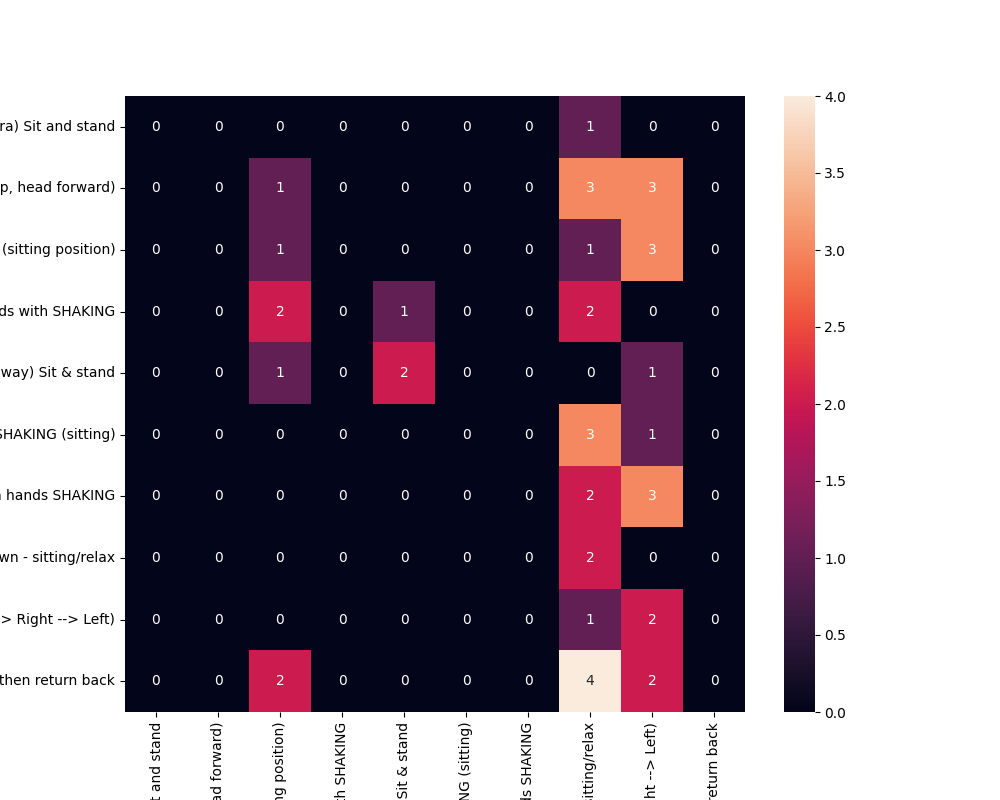 ra) Sit and stand 0 0 0 0 0 0 0 1 0 0
p, head forward) 0 0 1 0 0 0 0 3 3 0
(sitting position) 0 0 1 0 0 0 0 1 3 0
ds with SHAKING 0 0 2 0 1 0 0 2 0 0
way) Sit & stand 0 0 1 0 2 0 0 0 1 0
SHAKING (sitting) 0 0 0 0 0 0 0 3 1 0
hands SHAKING 0 0 0 0 0 0 0 2 3 0
wn - sitting/relax 0 0 0 0 0 0 0 2 0 0
> Right --> Left) 0 0 0 0 0 0 0 1 2 0
then return back 0 0 2 0 0 0 0 4 2 0
t and stand
ad forward)
ng position)
th SHAKING
Sit & stand
NG (sitting)
ds SHAKING
sitting/relax
ht --> Left)
return back
4.0
3.5
3.0
2.5
2.0
1.5
1.0
0.5
0.0